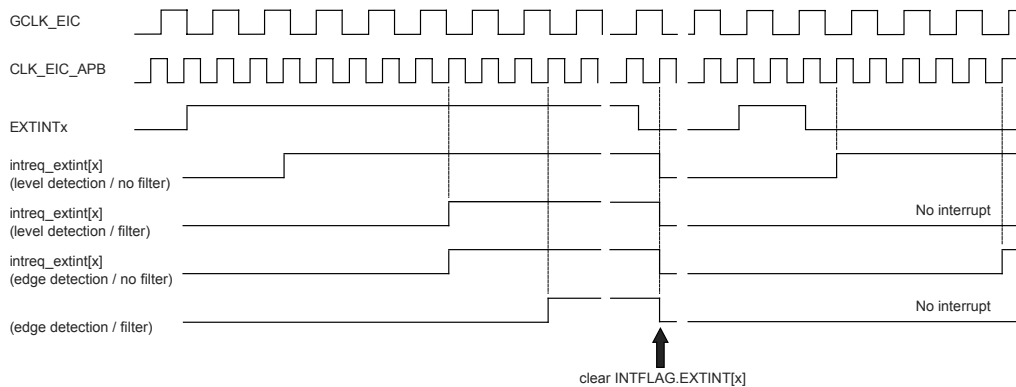 GCLK_EIC
CLK_EIC_APB
EXTINTx
intreq_extint[x]
(level detection / no filter)
intreq_extint[x]
(level detection / filter)
No interrupt
intreq_extint[x]
(edge detection / no filter)
(edge detection / filter)
No interrupt
clear INTFLAG.EXTINT[x]